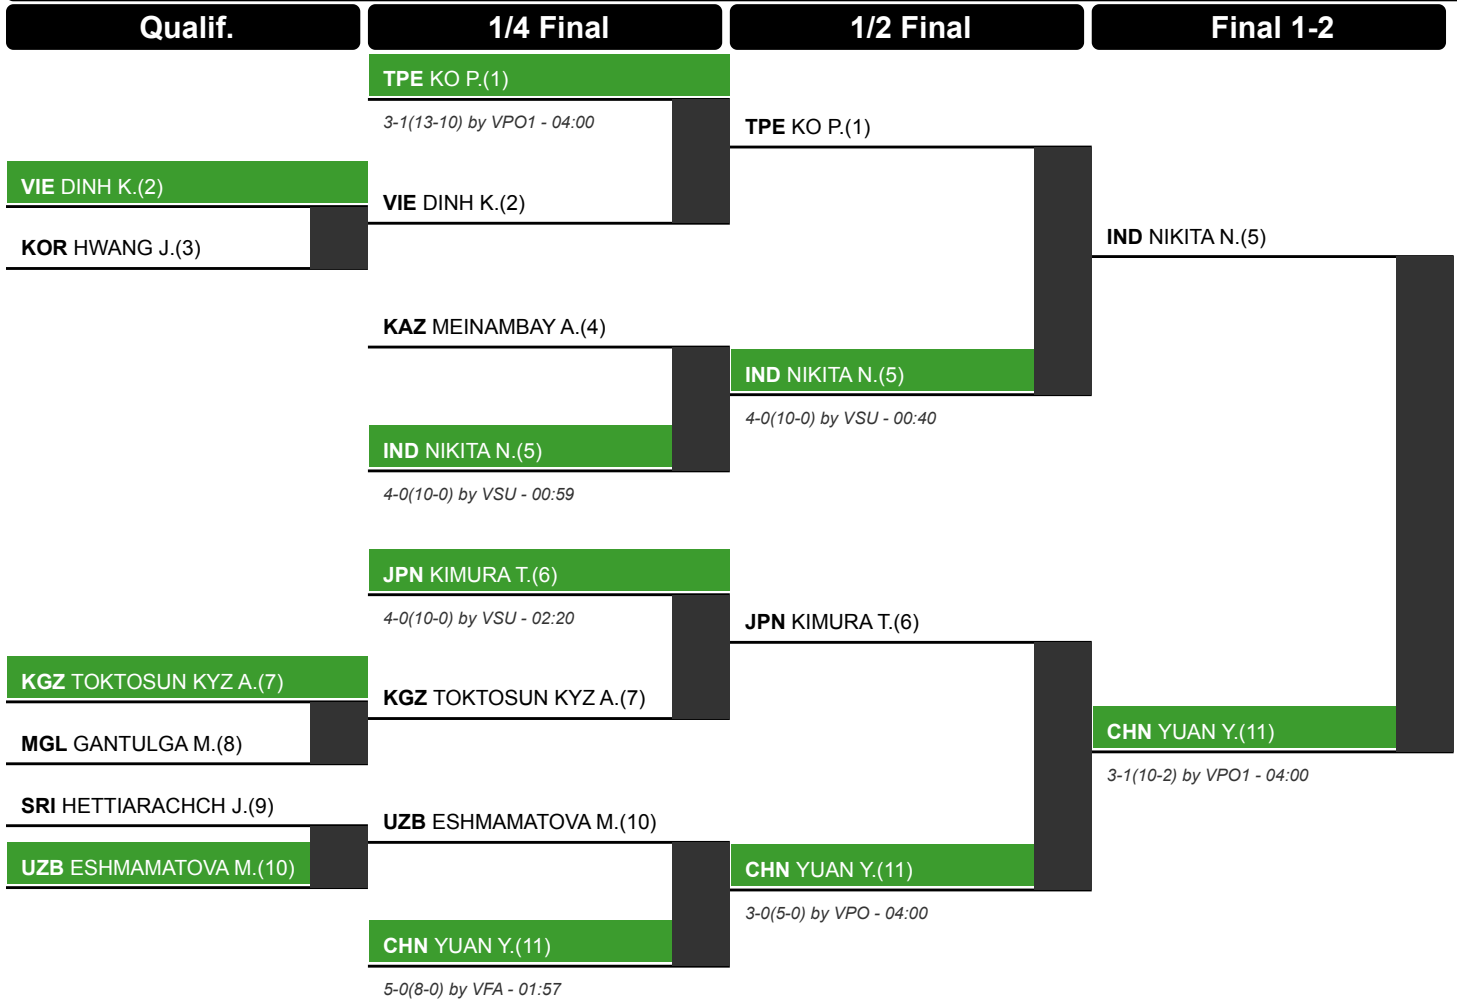 Qualif.
1/4 Final
1/2 Final
Final 1-2
VIE DINH K.(2)
KOR HWANG J.(3)
KGZ TOKTOSUN KYZ A.(7)
MGL GANTULGA M.(8)
SRI HETTIARACHCH J.(9)
UZB ESHMAMATOVA M.(10)
TPE KO P.(1)
3-1(13-10) by VPO1 - 04:00
VIE DINH K.(2)
KAZ MEINAMBAY A.(4)
IND NIKITA N.(5)
4-0(10-0) by VSU - 00:59
JPN KIMURA T.(6)
4-0(10-0) by VSU - 02:20
KGZ TOKTOSUN KYZ A.(7)
UZB ESHMAMATOVA M.(10)
CHN YUAN Y.(11)
5-0(8-0) by VFA - 01:57
TPE KO P.(1)
IND NIKITA N.(5)
4-0(10-0) by VSU - 00:40
JPN KIMURA T.(6)
CHN YUAN Y.(11)
3-0(5-0) by VPO - 04:00
IND NIKITA N.(5)
CHN YUAN Y.(11)
3-1(10-2) by VPO1 - 04:00